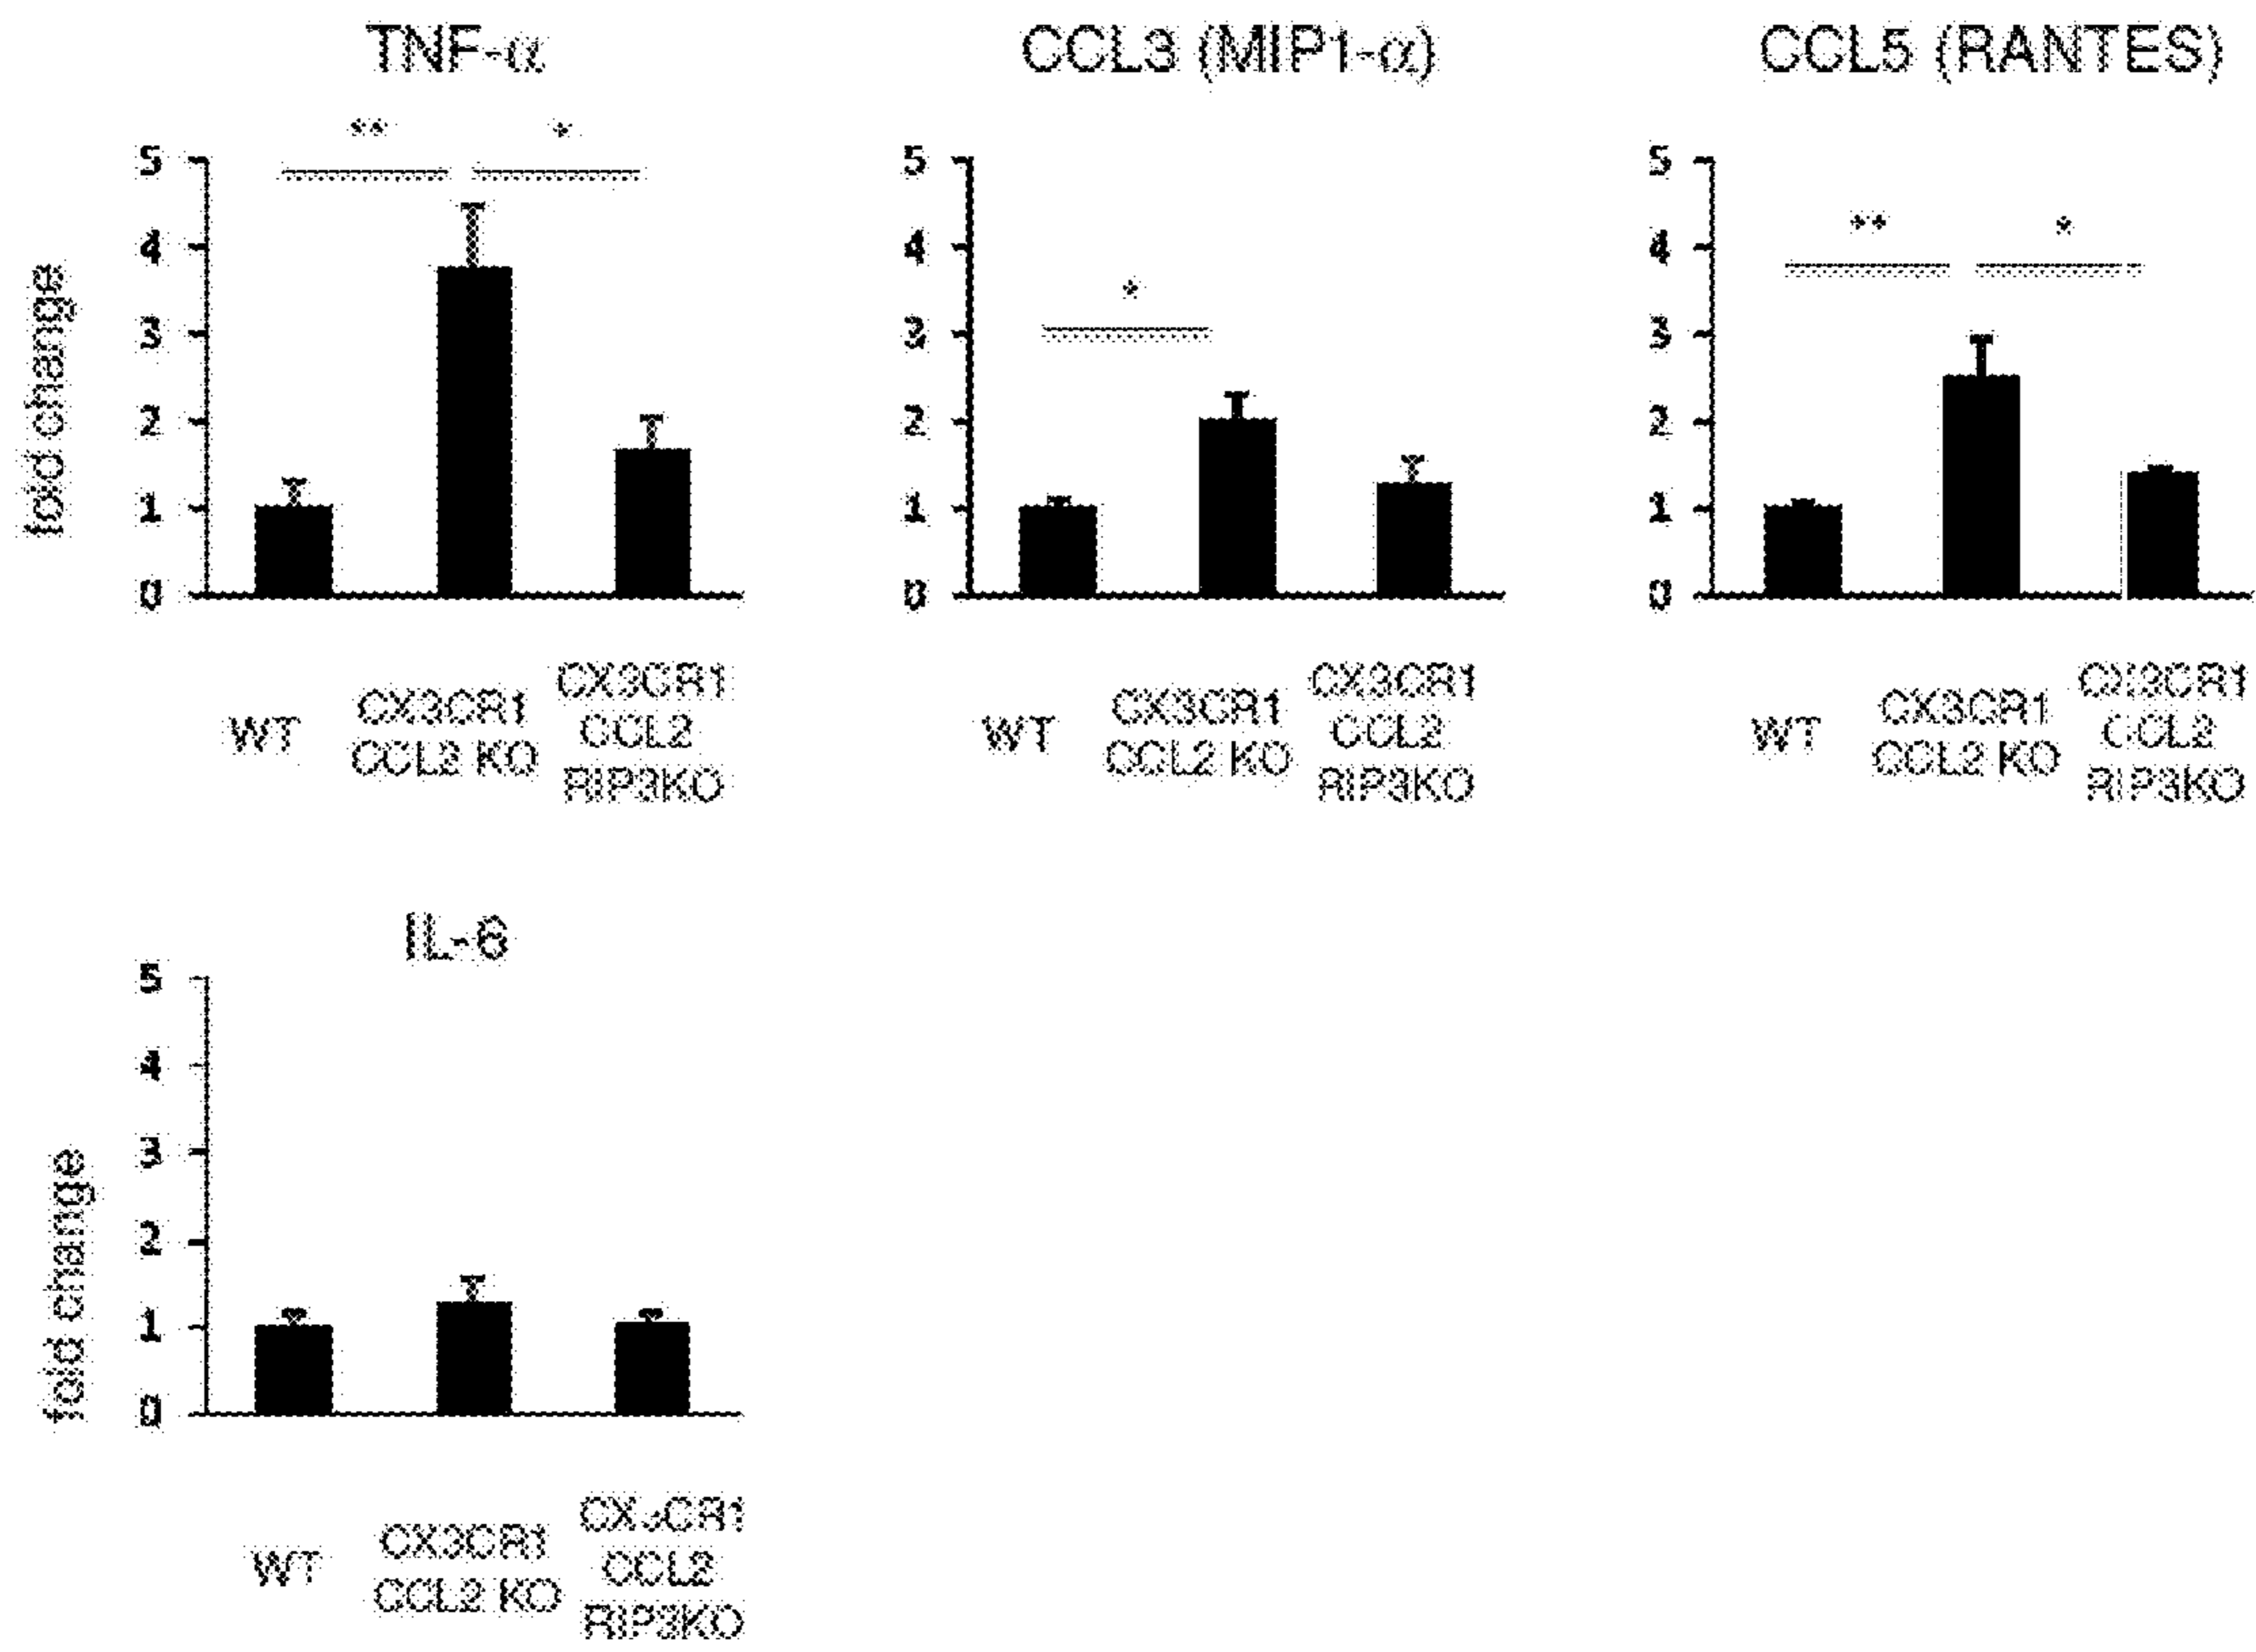 TNF-α
CCL3 (MIP1-α)
CCL5 (RANTES)
** *
*
** *
fold change
5
4
3
2
1
0
5
4
3
2
1
0
5
4
3
2
1
0
WT
CX3CR1
CCL2 KO
CX3CR1
CCL2
RIP3KO
WT
CX3CR1
CCL2 KO
CX3CR1
CCL2
RIP3KO
WT
CX3CR1
CCL2 KO
CX3CR1
CCL2
RIP3KO
IL-6
fold change
5
4
3
2
1
0
WT
CX3CR1
CCL2 KO
CX3CR1
CCL2
RIP3KO